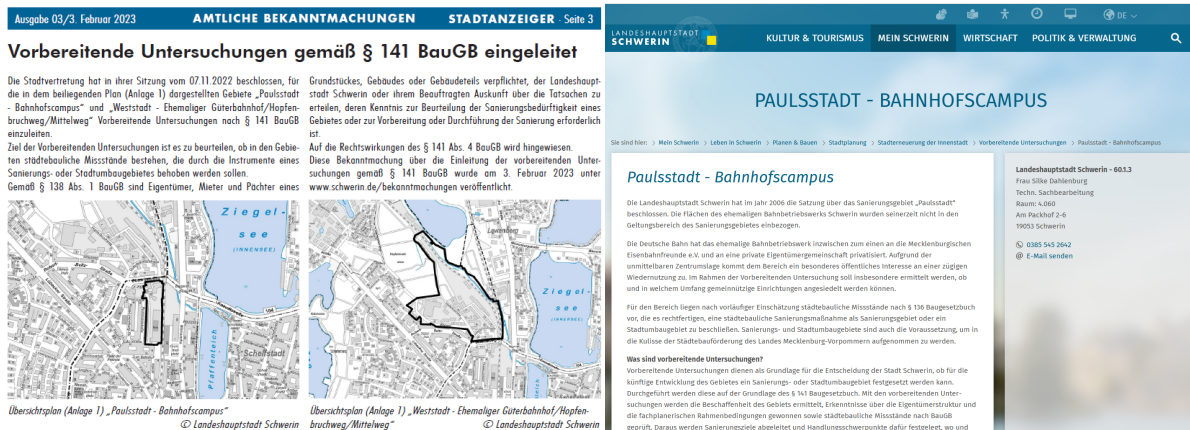 Ausgabe 03/3. Februar 2023
AMTLICHE BEKANNTMACHUNGEN
STADTANZEIGER - Seite 3
Vorbereitende Untersuchungen gemäß § 141 BauGB eingeleitet
Die Stadtvertretung hat in ihrer Sitzung vom 07.11.2022 beschlossen, für
die in dem beiliegenden Plan (Anlage 1) dargestellten Gebiete „Paulsstadt
- Bahnhofscampus“ und „Weststadt - Ehemaliger Güterbahnhof/Hopfen-
bruchweg/Mittelweg“ Vorbereitende Untersuchungen nach § 141 BauGB
einzuleiten.
Ziel der Vorbereitenden Untersuchungen ist es zu beurteilen, ob in den Gebie-
ten städtebauliche Missstände bestehen, die durch die Instrumente eines
Sanierungs- oder Stadtumbaugebietes behoben werden sollen.
Gemäß § 138 Abs. 1 BauGB sind Eigentümer, Mieter und Pächter eines
Grundstückes, Gebäudes oder Gebäudeteils verpflichtet, der Landeshaupt-
stadt Schwerin oder ihrem Beauftragten Auskunft über die Tatsachen zu
erteilen, deren Kenntnis zur Beurteilung der Sanierungsbedürftigkeit eines
Gebietes oder zur Vorbereitung oder Durchführung der Sanierung erforderlich
ist.
Auf die Rechtswirkungen des § 141 Abs. 4 BauGB wird hingewiesen.
Diese Bekanntmachung über die Einleitung der vorbereitenden Unter-
suchungen gemäß § 141 BauGB wurde am 3. Februar 2023 unter
www.schwerin.de/bekanntmachungen veröffentlicht.
Ziegel-
see
(INNENSEE)
Pfaffenteich
Schelfstadt
104
Übersichtsplan (Anlage 1) „Paulsstadt - Bahnhofscampus“
© Landeshauptstadt Schwerin
Lewenberg
Ziegel-
see
(INNENSEE)
104
Übersichtsplan (Anlage 1) „Weststadt - Ehemaliger Güterbahnhof/Hopfen-
bruchweg/Mittelweg“
© Landeshauptstadt Schwerin
DE
LANDESHAUPTSTADT
SCHWERIN
KULTUR & TOURISMUS
MEIN SCHWERIN
WIRTSCHAFT
POLITIK & VERWALTUNG
PAULSSTADT - BAHNHOFSCAMPUS
Sie sind hier: > Mein Schwerin > Leben in Schwerin > Planen & Bauen > Stadtplanung > Stadterneuerung der Innenstadt > Vorbereitende Untersuchungen > Paulsstadt - Bahnhofscampus
Paulsstadt - Bahnhofscampus
Die Landeshauptstadt Schwerin hat im Jahr 2006 die Satzung über das Sanierungsgebiet „Paulsstadt"
beschlossen. Die Flächen des ehemaligen Bahnbetriebswerks Schwerin wurden seinerzeit nicht in den
Geltungsbereich des Sanierungsgebietes einbezogen.
Die Deutsche Bahn hat das ehemalige Bahnbetriebswerk inzwischen zum einen an die Mecklenburgischen
Eisenbahnfreunde e.V. und an eine private Eigentümergemeinschaft privatisiert. Aufgrund der
unmittelbaren Zentrumslage kommt dem Bereich ein besonderes öffentliches Interesse an einer zügigen
Wiedernutzung zu. Im Rahmen der Vorbereitenden Untersuchung soll insbesondere ermittelt werden, ob
und in welchem Umfang gemeinnützige Einrichtungen angesiedelt werden können.
Für den Bereich liegen nach vorläufiger Einschätzung städtebauliche Missstände nach § 136 Baugesetzbuch
vor, die es rechtfertigen, eine städtebauliche Sanierungsmaßnahme als Sanierungsgebiet oder ein
Stadtumbaugebiet zu beschließen. Sanierungs- und Stadtumbaugebiete sind auch die Voraussetzung, um in
die Kulisse der Städtebauförderung des Landes Mecklenburg-Vorpommern aufgenommen zu werden.
Was sind vorbereitende Untersuchungen?
Vorbereitende Untersuchungen dienen als Grundlage für die Entscheidung der Stadt Schwerin, ob für die
künftige Entwicklung des Gebietes ein Sanierungs- oder Stadtumbaugebiet festgesetzt werden kann.
Durchgeführt werden diese auf der Grundlage des § 141 Baugesetzbuch. Mit den vorbereitenden Unter-
suchungen werden die Beschaffenheit des Gebiets ermittelt, Erkenntnisse über die Eigentümerstruktur und
die fachplanerischen Rahmenbedingungen gewonnen sowie städtebauliche Missstände nach BauGB
geprüft. Daraus werden Sanierungsziele abgeleitet und Handlungsschwerpunkte dafür festgelegt, wo und
Landeshauptstadt Schwerin - 60.1.3
Frau Silke Dahlenburg
Techn. Sachbearbeitung
Raum: 4.060
Am Packhof 2-6
19053 Schwerin
0385 545 2642
E-Mail senden